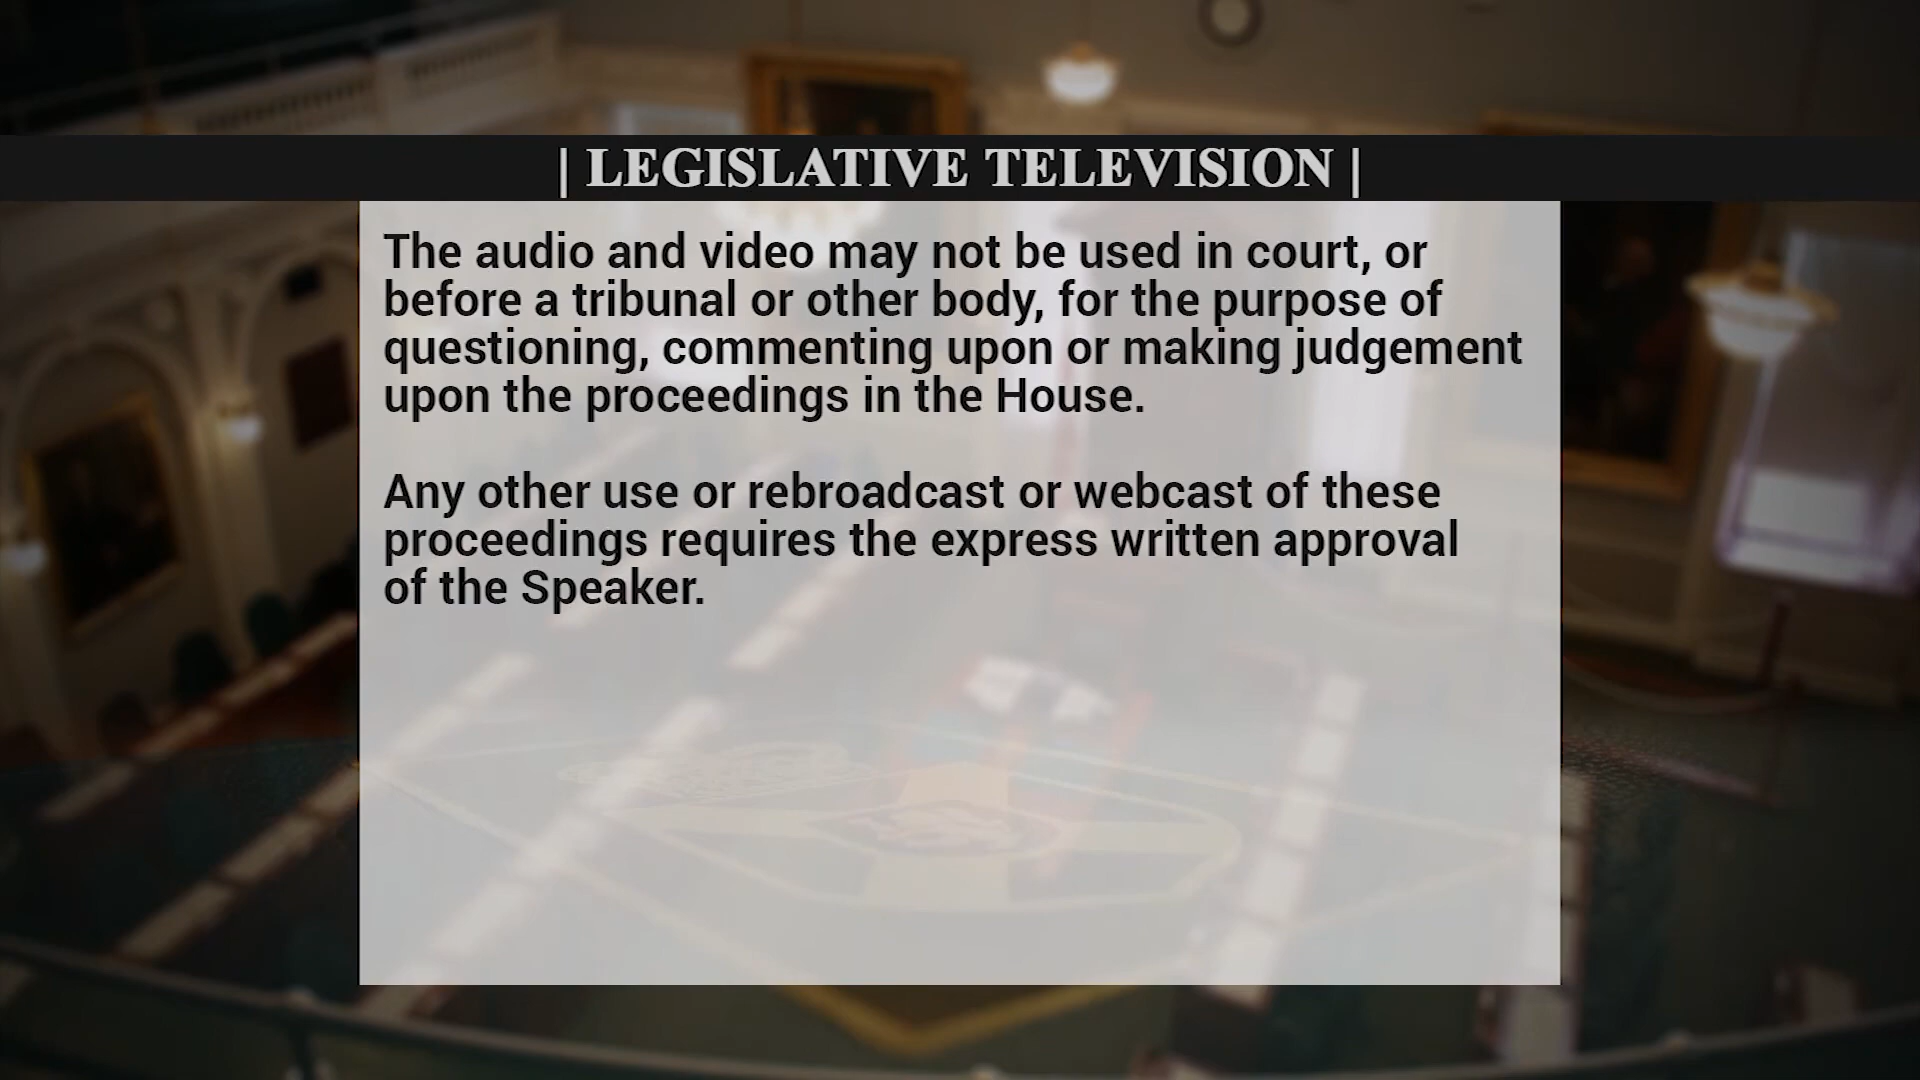 | LEGISLATIVE TELEVISION |
The audio and video may not be used in court, or
before a tribunal or other body, for the purpose of
questioning, commenting upon or making judgement
upon the proceedings in the House.
Any other use or rebroadcast or webcast of these
proceedings requires the express written approval
of the Speaker.